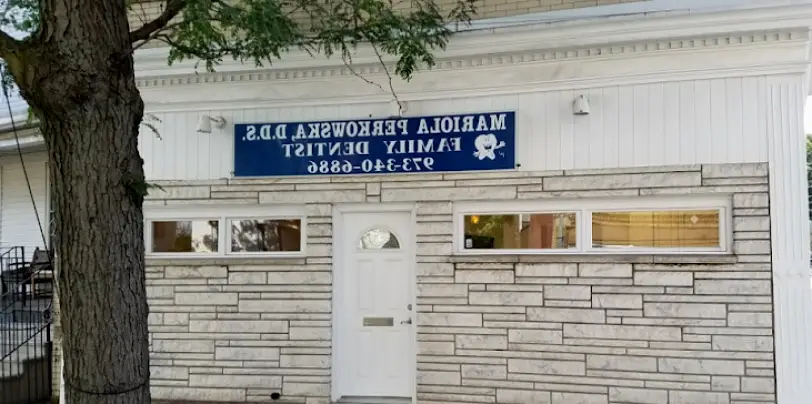 MARIOLA PERKOWSKA, D.D.S.
FAMILY DENTIST
973-340-6886